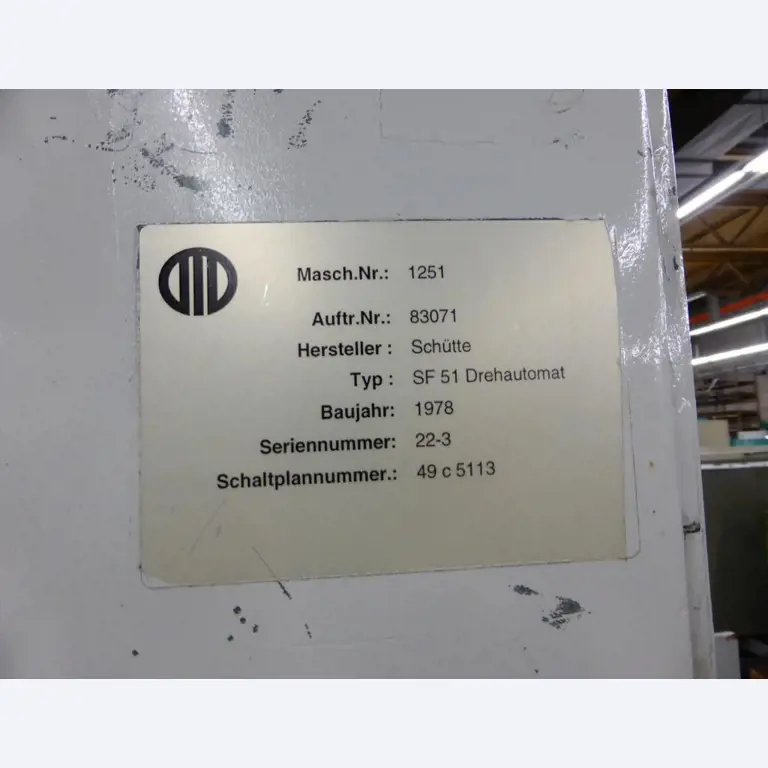 Masch.Nr.: 1251
Auftr.Nr.: 83071
Hersteller : Schütte
Typ : SF 51 Drehautomat
Baujahr: 1978
Seriennummer: 22-3
Schaltplannummer.: 49 c 5113